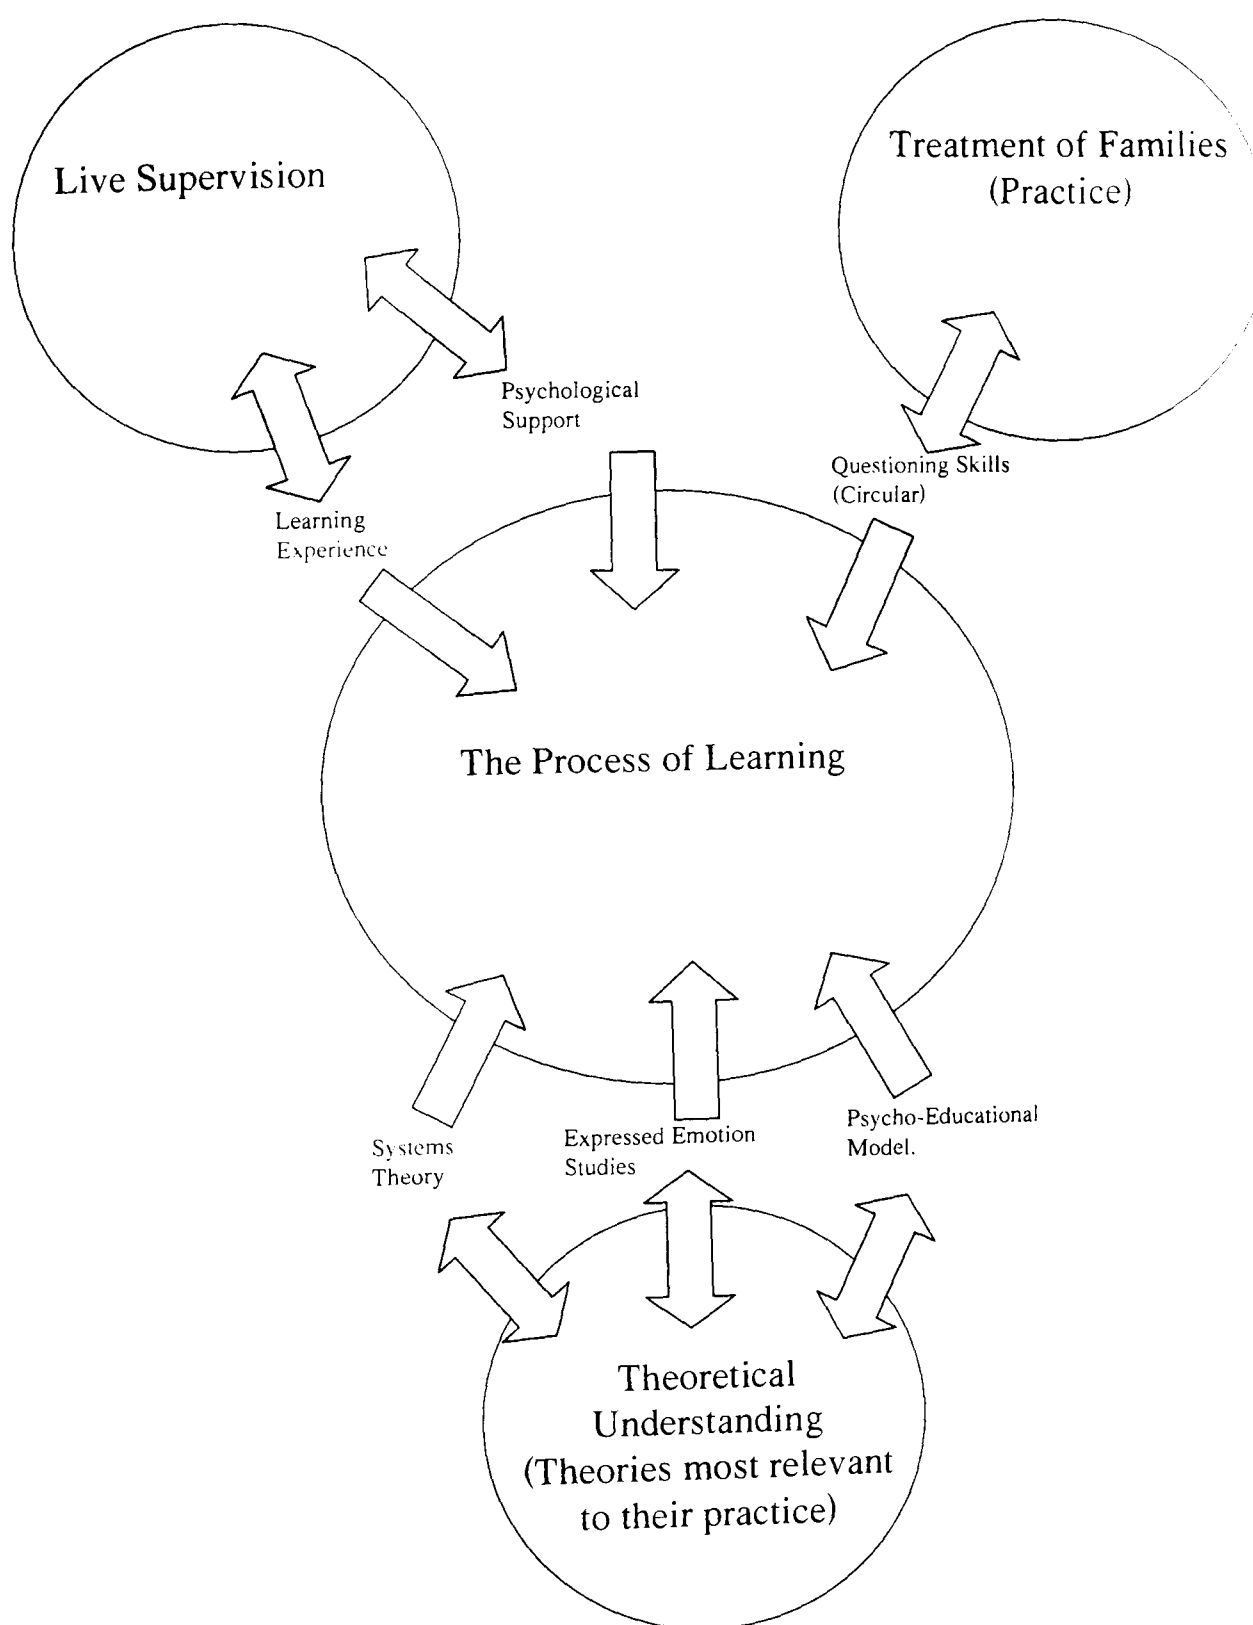 Live Supervision
Treatment of Families
(Practice)
Psychological
Support
Questioning Skills
(Circular)
Learning
Experience
The Process of Learning
Systems
Theory
Expressed Emotion
Studies
Psycho-Educational
Model.
Theoretical
Understanding
(Theories most relevant
to their practice)